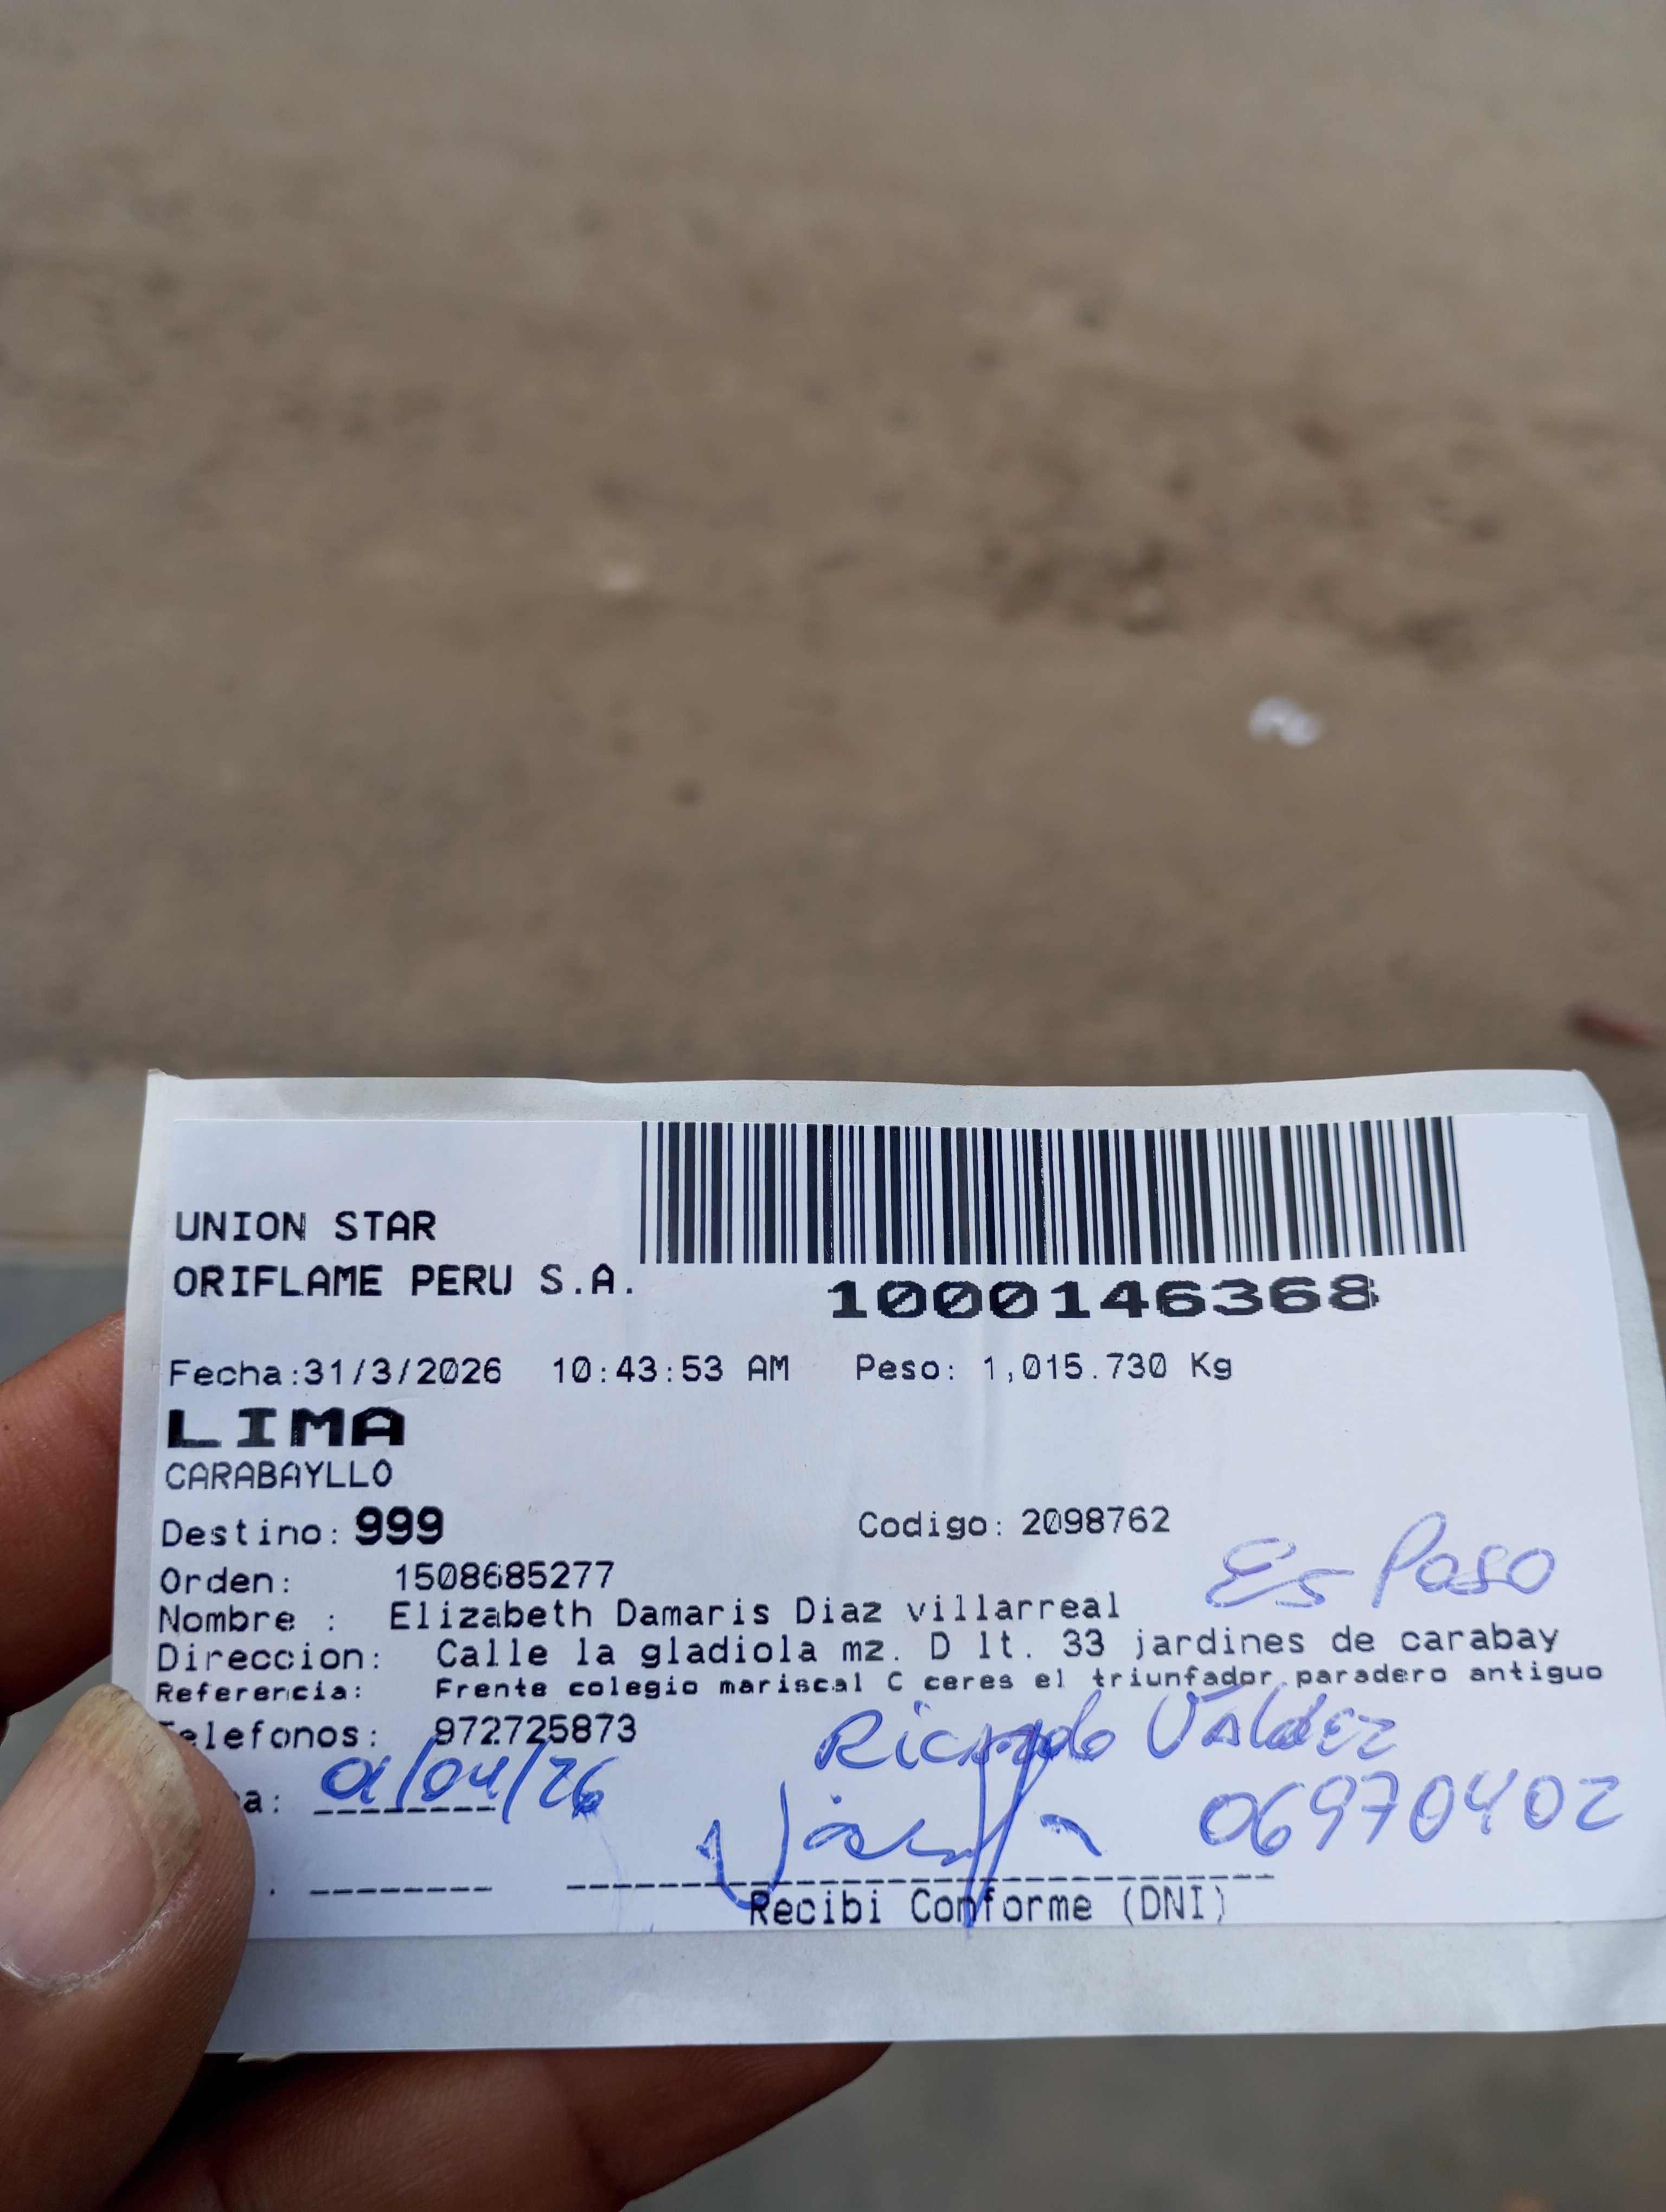 UNION STAR
ORIFLAME PERU S.A.
1000146368
Fecha:31/3/2026 10:43:53 AM Peso: 1,015.730 Kg
LIMA
CARABAYLLO
Destino: 999 Codigo: 2098762
Es Poso
Orden: 1508685277
Nombre : Elizabeth Damaris Diaz villarreal
Direccion: Calle la gladiola mz. D lt. 33 jardines de carabay
Referencia: Frente colegio mariscal C ceres el triunfador paradero antiguo
elefonos: 972725873
Ricardo Valdez
a: 01/04/26
06970402
Recibi Conforme (DNI)